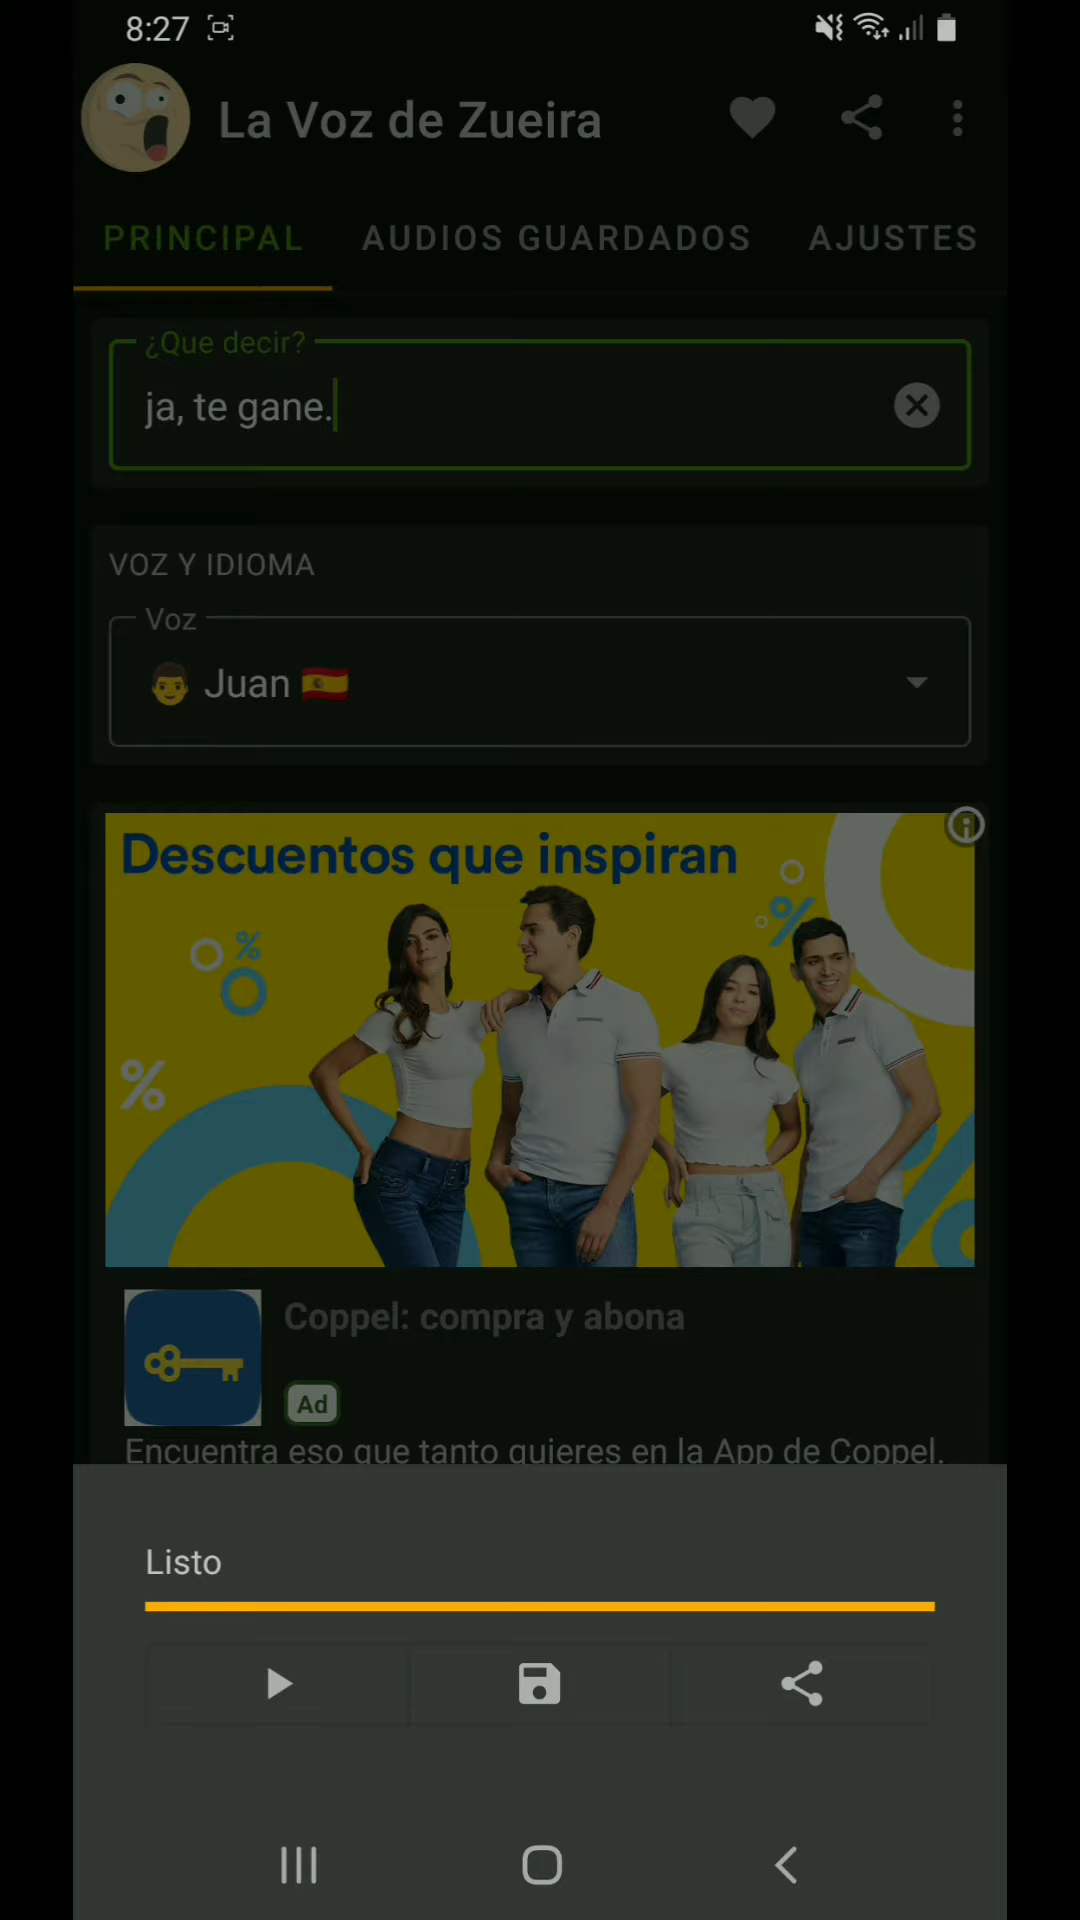 8:27
La Voz de Zueira
PRINCIPAL AUDIOS GUARDADOS AJUSTES
¿Que decir?
ja, te gane.
VOZ Y IDIOMA
Voz
Juan
Descuentos que inspiran
%
%
%
Coppel: compra y abona
Ad
Encuentra eso que tanto quieres en la App de Coppel.
Listo